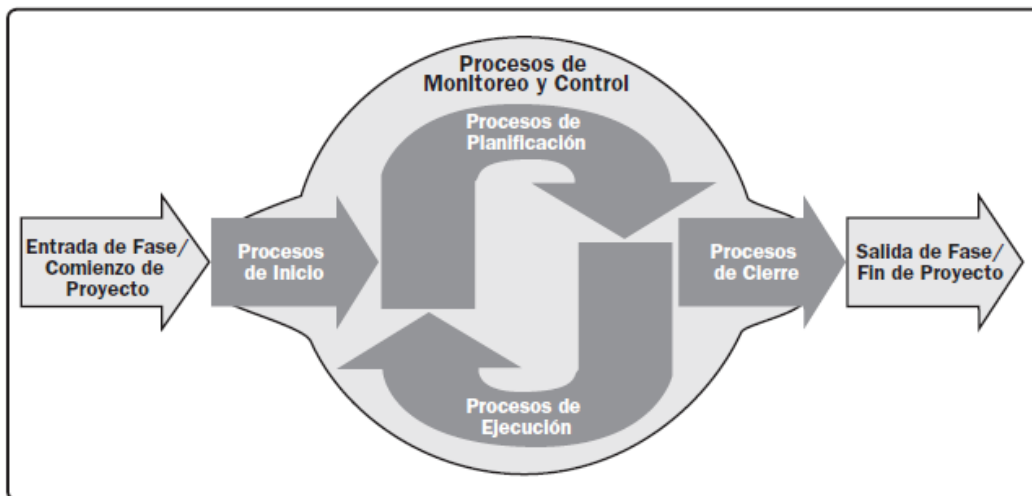 Procesos de
Monitoreo y Control
Procesos de
Planificación
Entrada de Fase/
Comienzo de
Proyecto
Procesos
de Inicio
Procesos
de Cierre
Salida de Fase/
Fin de Proyecto
Procesos de
Ejecución